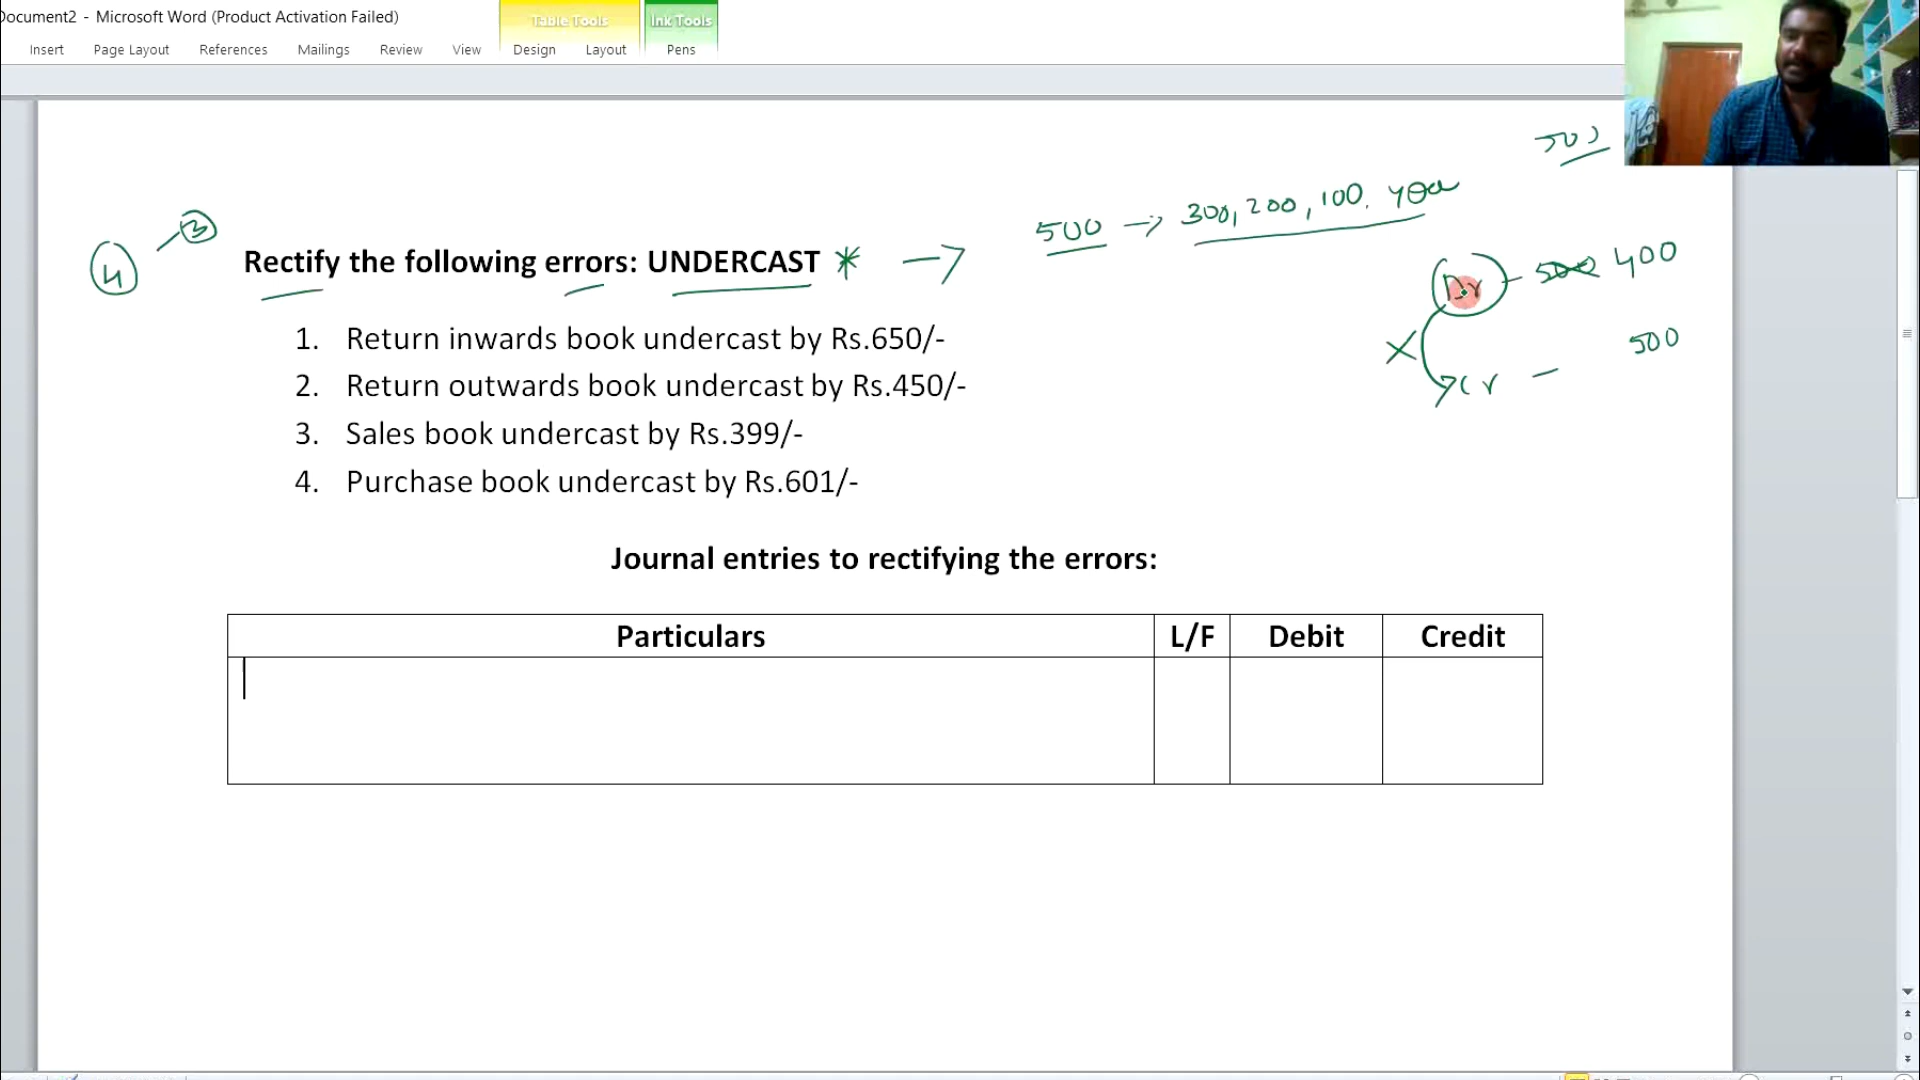 Document2 - Microsoft Word (Product Activation Failed)
Table Tools
Ink Tools
Insert Page Layout References Mailings Review View Design Layout Pens
500 → 300, 200, 100, 400
4 3
Rectify the following errors: UNDERCAST * →
Dr - 500 400
1. Return inwards book undercast by Rs.650/-
X 500
2. Return outwards book undercast by Rs.450/-
Cr -
3. Sales book undercast by Rs.399/-
4. Purchase book undercast by Rs.601/-
Journal entries to rectifying the errors:
Particulars L/F Debit Credit